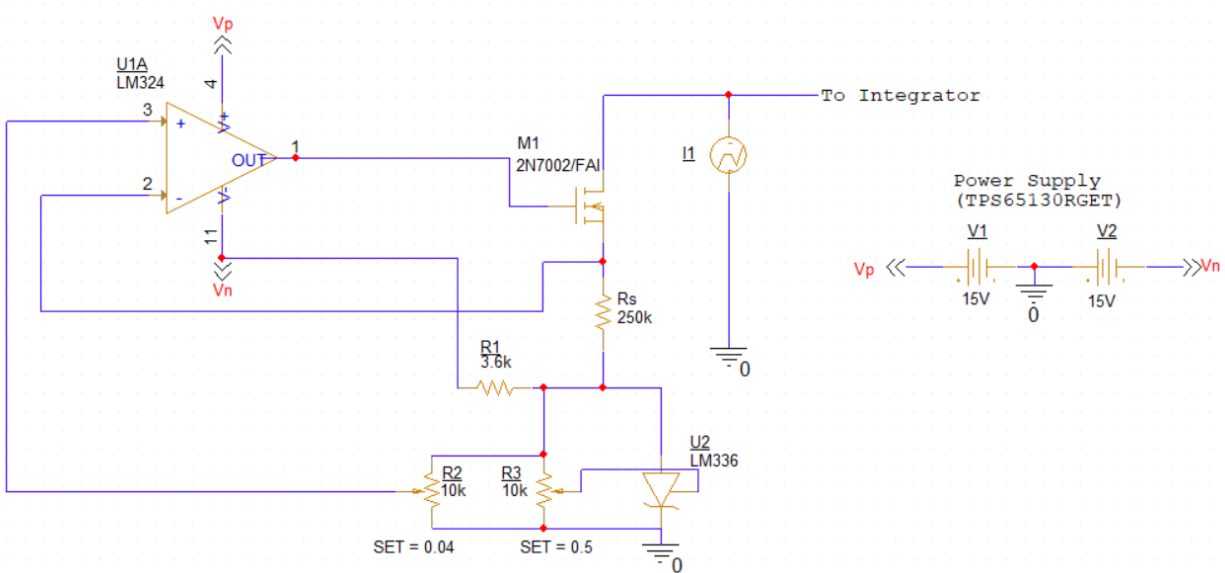 Vp
U1A
LM324
4
3
+
V+
OUT
1
2
-
V-
11
Vn
To Integrator
M1
2N7002/FAI
I1
0
Power Supply
(TPS65130RGET)
V1
V2
Vp
Vn
15V
15V
0
Rs
250k
R1
3.6k
U2
LM336
R2
10k
R3
10k
SET = 0.04
SET = 0.5
0